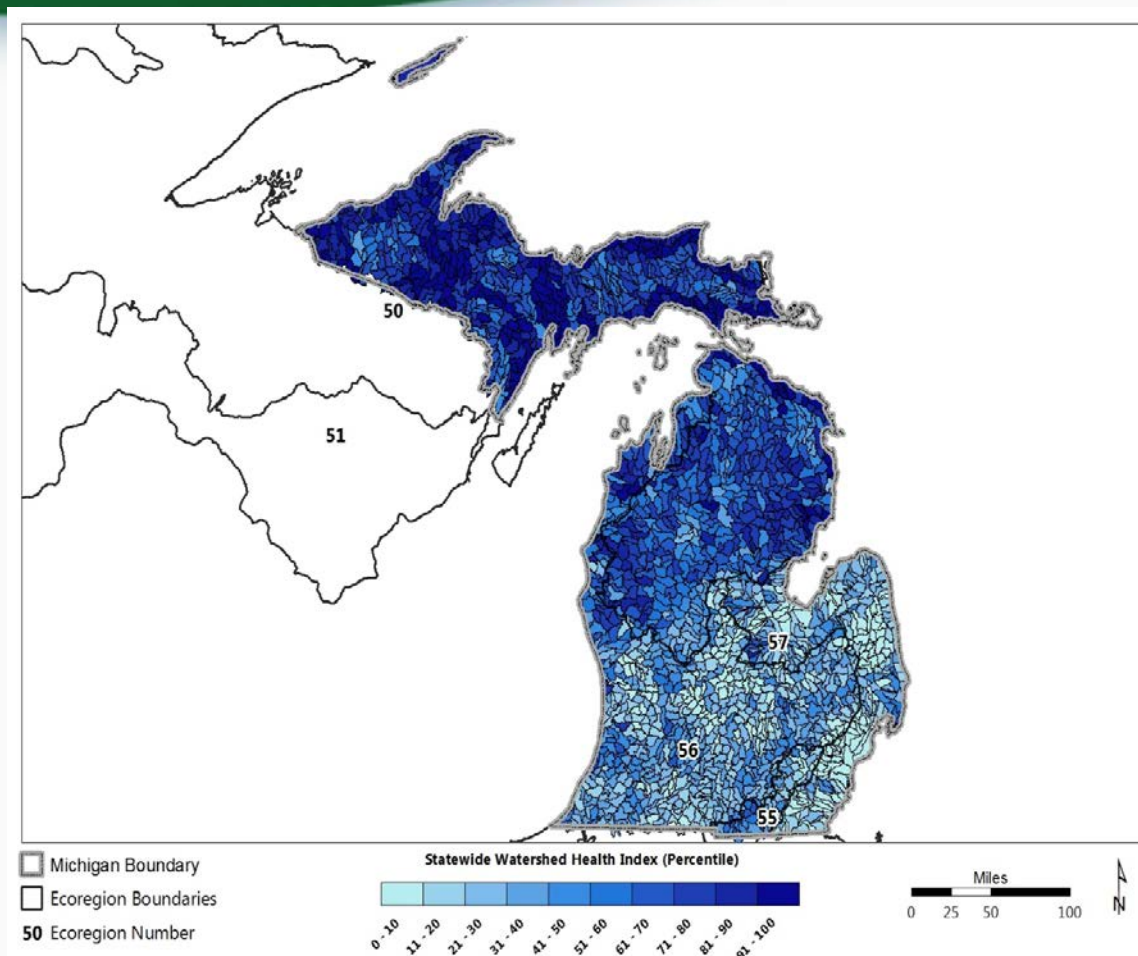 50
51
57
56
55
Michigan Boundary
Ecoregion Boundaries
50 Ecoregion Number
Statewide Watershed Health Index (Percentile)
0 - 10
11 - 20
21 - 30
31 - 40
41 - 50
51 - 60
61 - 70
71 - 80
81 - 90
91 - 100
Miles
0 25 50 100
N